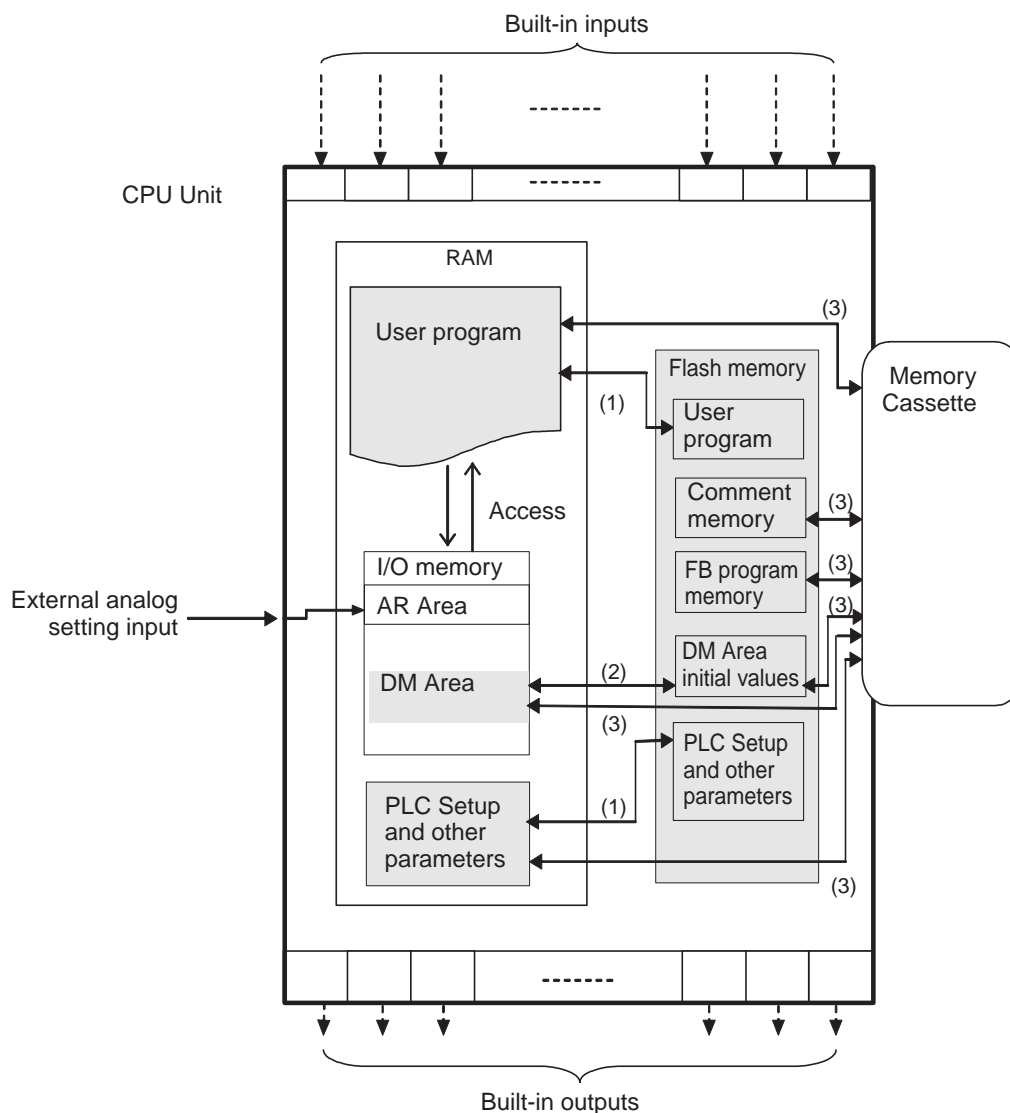 Built-in inputs
CPU Unit
RAM
User program
(3)
Flash memory
Memory
Cassette
(1)
User
program
Access
Comment
memory
(3)
I/O memory
FB program
memory
(3)
External analog
setting input
AR Area
(3)
DM Area
(2)
DM Area
initial values
(3)
PLC Setup
and other
parameters
PLC Setup
and other
parameters
(1)
(3)
Built-in outputs